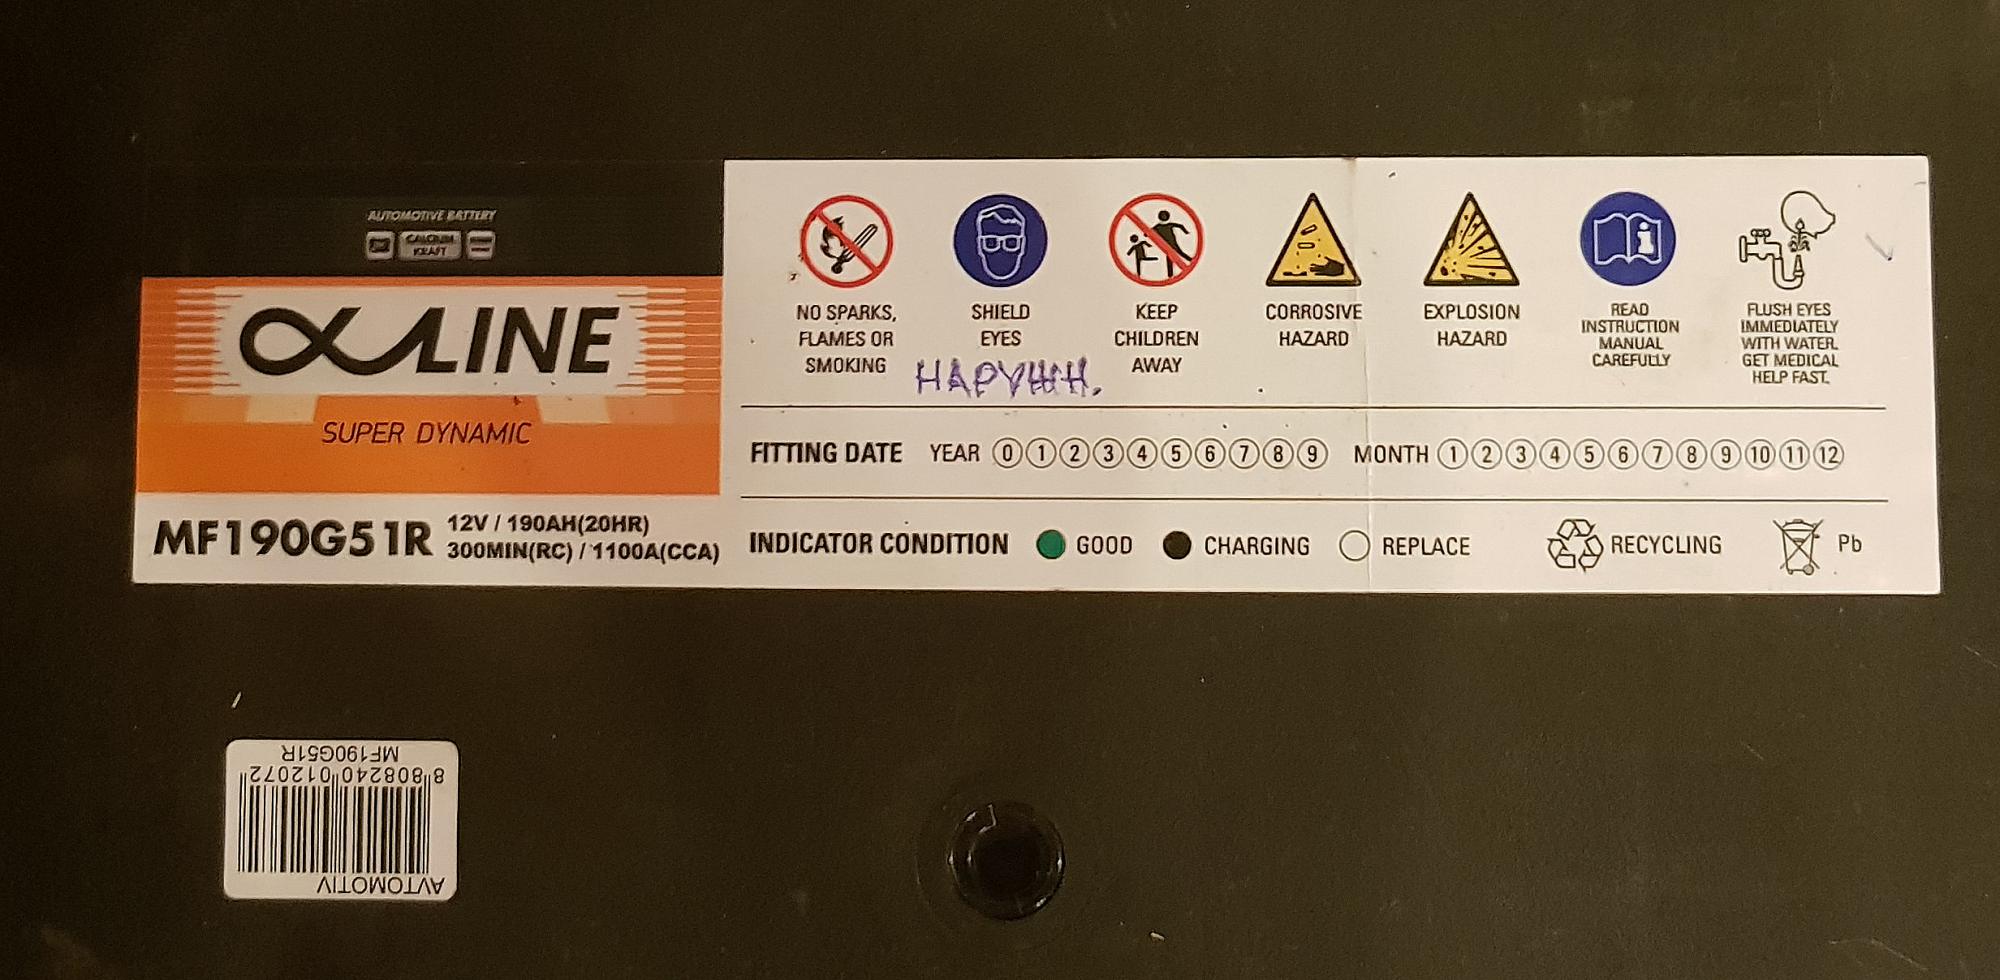 AUTOMOTIVE BATTERY
CALCIUM
KRAFT
αLINE
SUPER DYNAMIC
MF190G51R
12V / 190AH(20HR)
300MIN(RC) / 1100A(CCA)
NO SPARKS,
FLAMES OR
SMOKING
SHIELD
EYES
KEEP
CHILDREN
AWAY
CORROSIVE
HAZARD
EXPLOSION
HAZARD
READ
INSTRUCTION
MANUAL
CAREFULLY
FLUSH EYES
IMMEDIATELY
WITH WATER.
GET MEDICAL
HELP FAST.
НАРУЖН.
FITTING DATE YEAR 0 1 2 3 4 5 6 7 8 9 MONTH 1 2 3 4 5 6 7 8 9 10 11 12
INDICATOR CONDITION GOOD CHARGING REPLACE RECYCLING Pb
AVTOMOTIV
8 808240 012072
MF190G51R